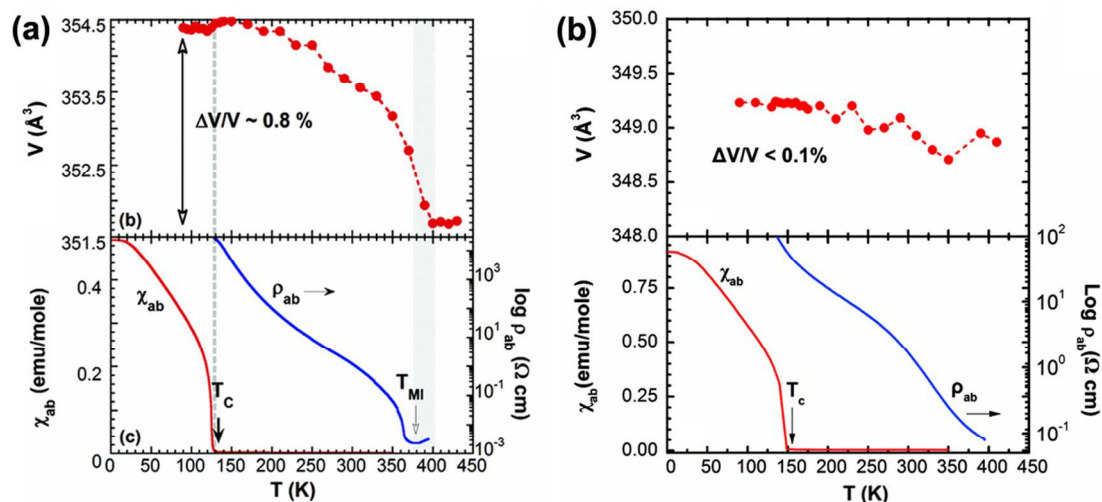 (a)
354.5
353.5
352.5
351.5
V (Å³)
ΔV/V ~ 0.8 %
(b)
0.4
0.2
0
χab (emu/mole)
χab
ρab
TC
TMI
(c)
10³
10¹
10⁻¹
10⁻³
log ρab (Ω cm)
0 50 100 150 200 250 300 350 400 450
T (K)
(b)
350.0
349.5
349.0
348.5
348.0
V (Å³)
ΔV/V < 0.1%
0.75
0.50
0.25
0.00
χab (emu/mole)
χab
ρab
Tc
10²
10¹
10⁰
10⁻¹
Log ρab (Ω cm)
0 50 100 150 200 250 300 350 400 450
T (K)